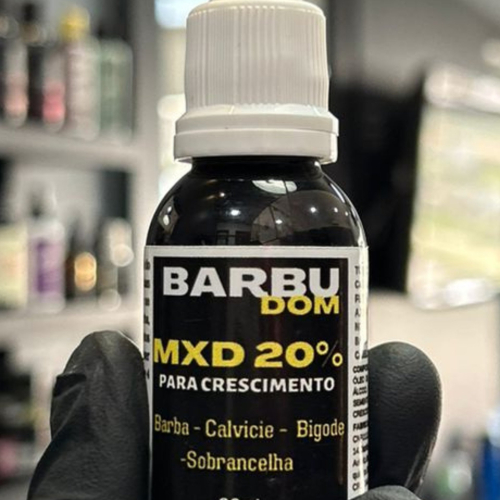 BARBU
DOM
MXD 20%
PARA CRESCIMENTO
Barba - Calvicie - Bigode
-Sobrancelha